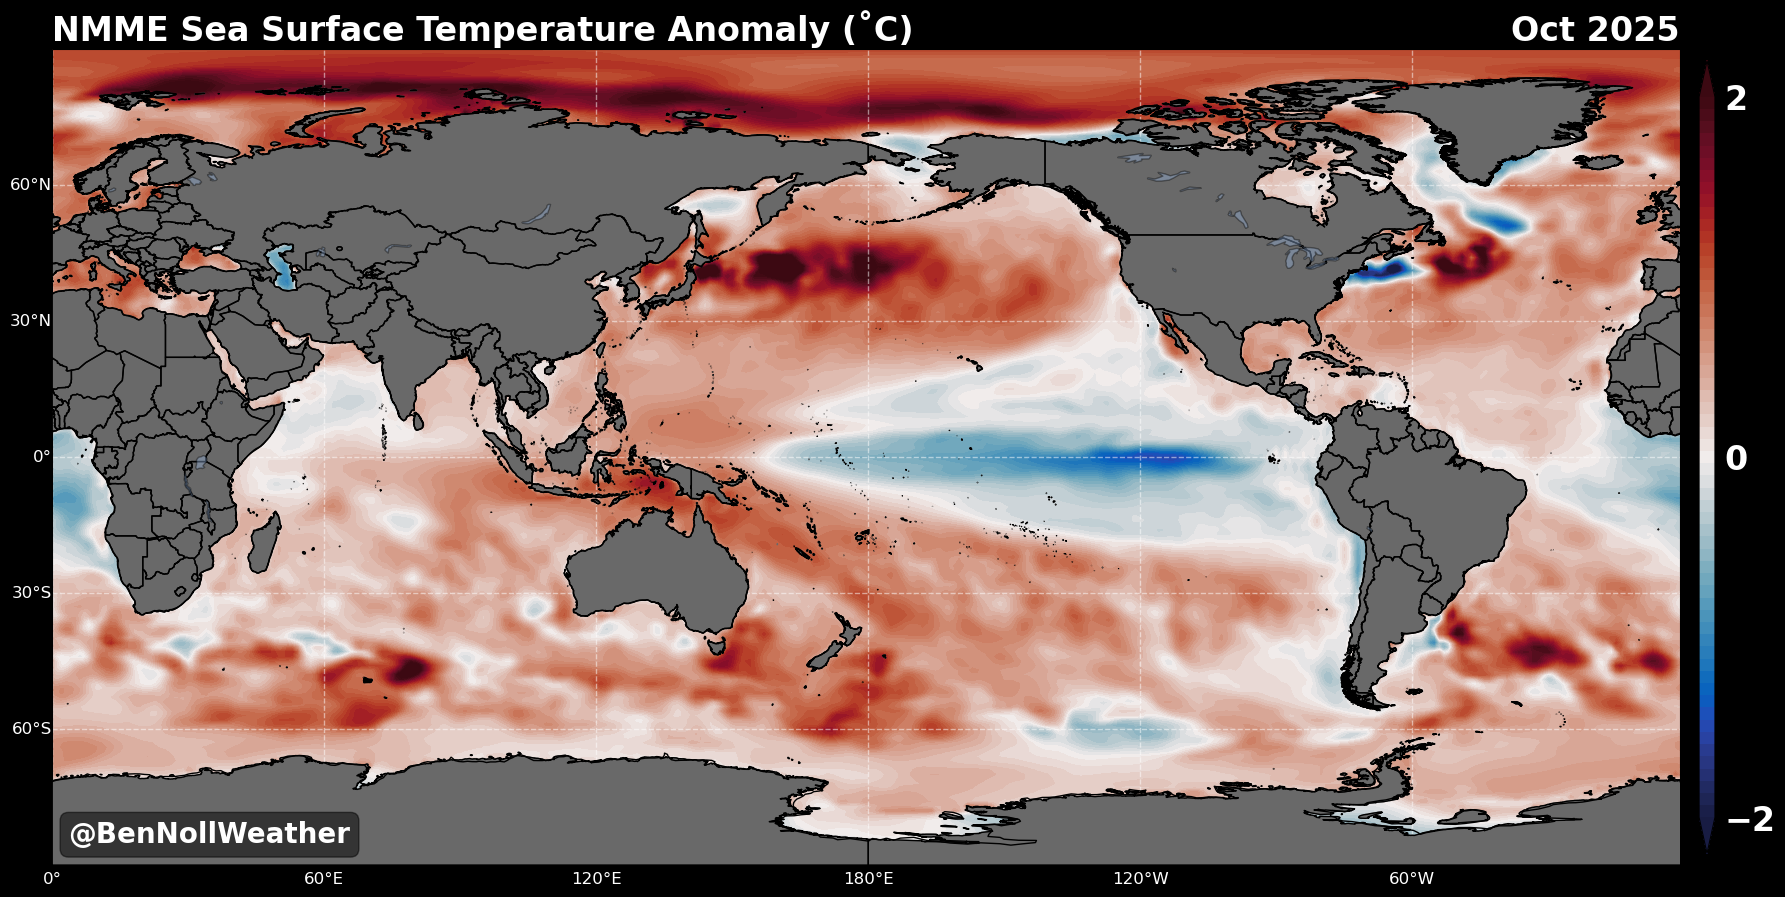 NMME Sea Surface Temperature Anomaly (°C)
Oct 2025
2
60°N
30°N
0
0°
30°S
60°S
−2
@BenNollWeather
0°
60°E
120°E
180°E
120°W
60°W